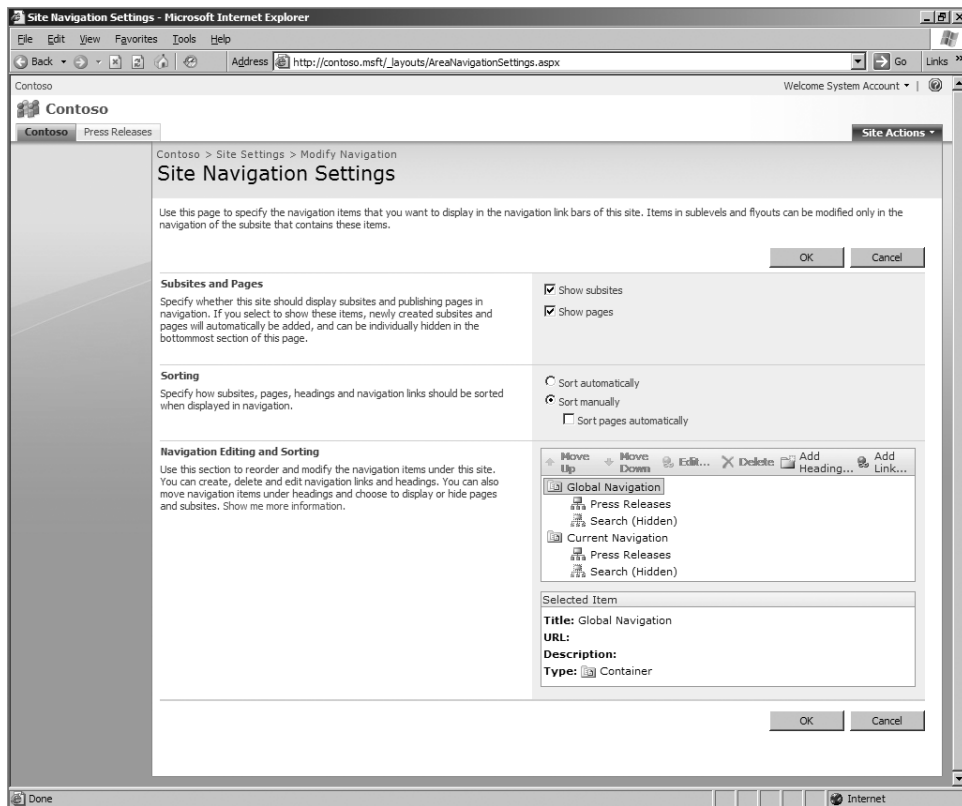 Site Navigation Settings - Microsoft Internet Explorer
File Edit View Favorites Tools Help
Back Address http://contoso.msft/_layouts/AreaNavigationSettings.aspx Go Links »
Contoso Welcome System Account
Contoso
Contoso Press Releases Site Actions
Contoso > Site Settings > Modify Navigation
Site Navigation Settings
Use this page to specify the navigation items that you want to display in the navigation link bars of this site. Items in sublevels and flyouts can be modified only in the
navigation of the subsite that contains these items.
OK Cancel
Subsites and Pages
Specify whether this site should display subsites and publishing pages in
navigation. If you select to show these items, newly created subsites and
pages will automatically be added, and can be individually hidden in the
bottommost section of this page.
Show subsites
Show pages
Sorting
Specify how subsites, pages, headings and navigation links should be sorted
when displayed in navigation.
Sort automatically
Sort manually
Sort pages automatically
Navigation Editing and Sorting
Use this section to reorder and modify the navigation items under this site.
You can create, delete and edit navigation links and headings. You can also
move navigation items under headings and choose to display or hide pages
and subsites. Show me more information.
Move Up Move Down Edit... Delete Add Heading... Add Link...
Global Navigation
Press Releases
Search (Hidden)
Current Navigation
Press Releases
Search (Hidden)
Selected Item
Title: Global Navigation
URL:
Description:
Type: Container
OK Cancel
Done Internet